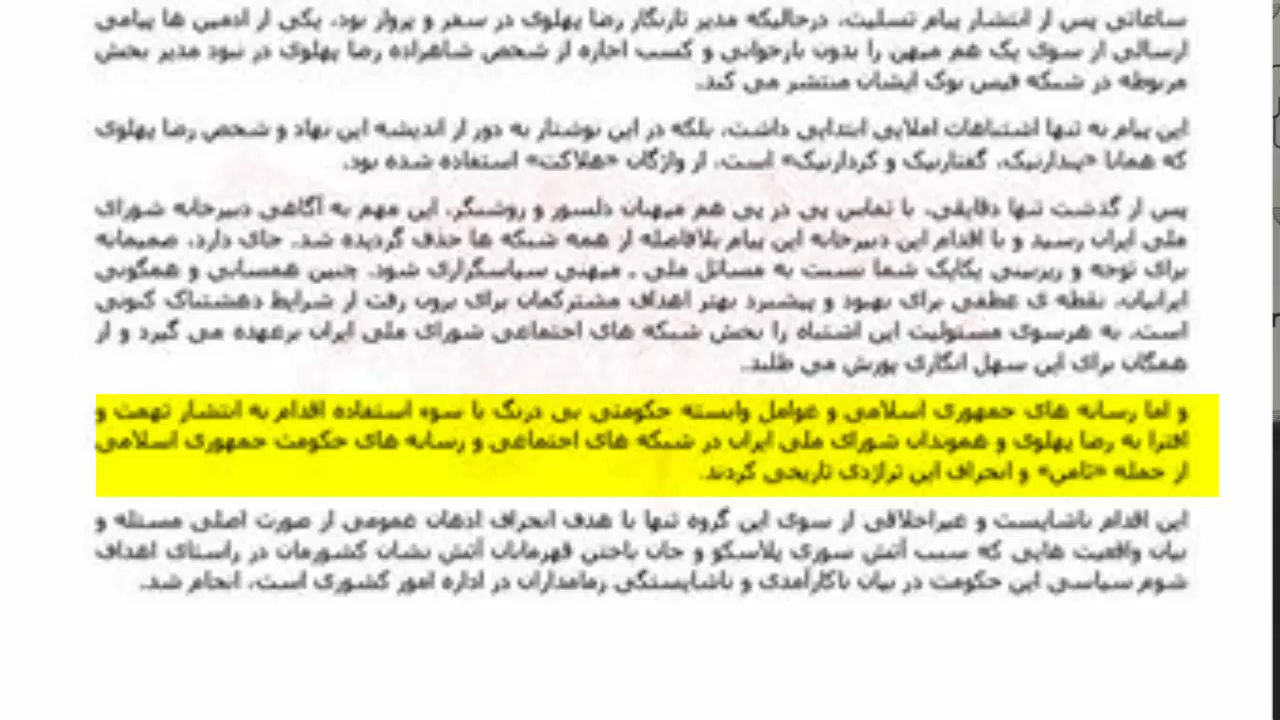 ساعاتی پس از انتشار پیام تسلیت، درحالیکه مدیر تارنگار رضا پهلوی در سفر و پرواز بود، یکی از ادمین ها پیامی
ارسالی از سوی یک هم میهن را بدون بازخوانی و کسب اجازه از شخص شاهزاده رضا پهلوی در نبود مدیر بخش
مربوطه در شبکه فیس بوک ایشان منتشر می کند.
این پیام نه تنها اشتباهات املایی ابتدایی داشت، بلکه در این نوشتار به دور از اندیشه این نهاد و شخص رضا پهلوی
که همانا «پندارنیک، گفتارنیک و کردارنیک» است، از واژگان «هلاکت» استفاده شده بود.
پس از گذشت تنها دقایقی، با تماس پی در پی هم میهنان دلسوز و روشنگر، این مهم به آگاهی دبیرخانه شورای
ملی ایران رسید و با اقدام این دبیرخانه این پیام بلافاصله از همه شبکه ها حذف گردیده شد. جای دارد، صمیمانه
برای توجه و ریزبینی یکایک شما نسبت به مسائل ملی ـ میهنی سپاسگزاری شود. چنین همسانی و همگونی
ایرانیان، نقطه ی عطفی برای بهبود و پیشبرد بهتر اهداف مشترکمان برای برون رفت از شرایط دهشتناک کنونی
است. به هرسوی مسئولیت این اشتباه را بخش شبکه های اجتماعی شورای ملی ایران برعهده می گیرد و از
همگان برای این سهل انگاری پوزش می طلبد.
و اما رسانه های جمهوری اسلامی و عوامل وابسته حکومتی بی درنگ با سوء استفاده اقدام به انتشار تهمت و
افترا به رضا پهلوی و هموندان شورای ملی ایران در شبکه های اجتماعی و رسانه های حکومت جمهوری اسلامی
از جمله «ثامن» و انحراف این تراژدی تاریخی کردند.
این اقدام ناشایست و غیراخلاقی از سوی این گروه تنها با هدف انحراف اذهان عمومی از صورت اصلی مسئله و
بیان واقعیت هایی که سبب آتش سوزی پلاسکو و جان باختن قهرمانان آتش نشان کشورمان در راستای اهداف
شوم سیاسی این حکومت در بیان ناکارآمدی و ناشایستگی زمامداران در اداره امور کشوری است، انجام شد.